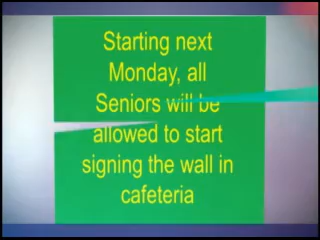 Starting next
Monday, all
Seniors will be
allowed to start
signing the wall in
cafeteria